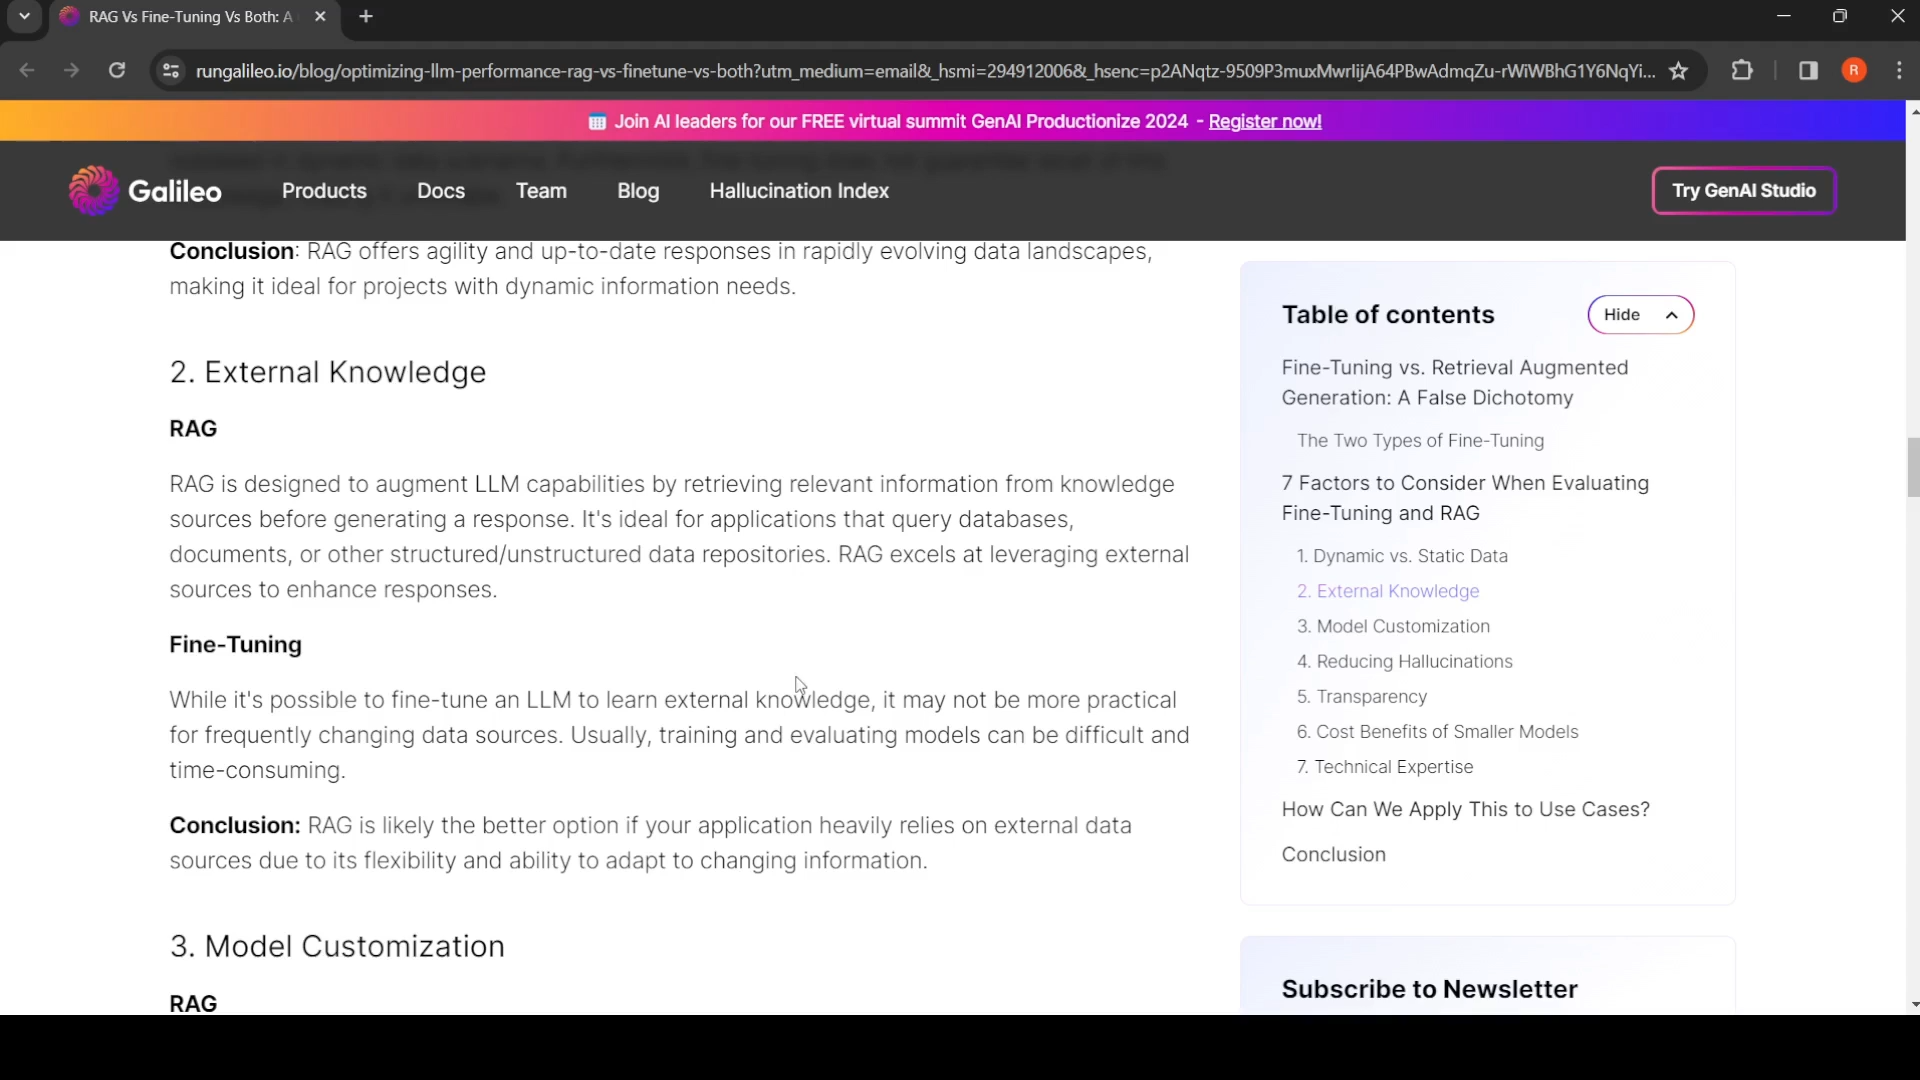 RAG Vs Fine-Tuning Vs Both: A
rungalileo.io/blog/optimizing-llm-performance-rag-vs-finetune-vs-both?utm_medium=email&_hsmi=294912006&_hsenc=p2ANqtz-9509P3muxMwrlijA64PBwAdmqZu-rWiWBhG1Y6NqYi...
R
Join AI leaders for our FREE virtual summit GenAI Productionize 2024 - Register now!
Galileo
Products
Docs
Team
Blog
Hallucination Index
Try GenAI Studio
Conclusion: RAG offers agility and up-to-date responses in rapidly evolving data landscapes,
making it ideal for projects with dynamic information needs.
2. External Knowledge
RAG
RAG is designed to augment LLM capabilities by retrieving relevant information from knowledge
sources before generating a response. It's ideal for applications that query databases,
documents, or other structured/unstructured data repositories. RAG excels at leveraging external
sources to enhance responses.
Fine-Tuning
While it's possible to fine-tune an LLM to learn external knowledge, it may not be more practical
for frequently changing data sources. Usually, training and evaluating models can be difficult and
time-consuming.
Conclusion: RAG is likely the better option if your application heavily relies on external data
sources due to its flexibility and ability to adapt to changing information.
3. Model Customization
RAG
Table of contents
Hide
Fine-Tuning vs. Retrieval Augmented
Generation: A False Dichotomy
The Two Types of Fine-Tuning
7 Factors to Consider When Evaluating
Fine-Tuning and RAG
1. Dynamic vs. Static Data
2. External Knowledge
3. Model Customization
4. Reducing Hallucinations
5. Transparency
6. Cost Benefits of Smaller Models
7. Technical Expertise
How Can We Apply This to Use Cases?
Conclusion
Subscribe to Newsletter